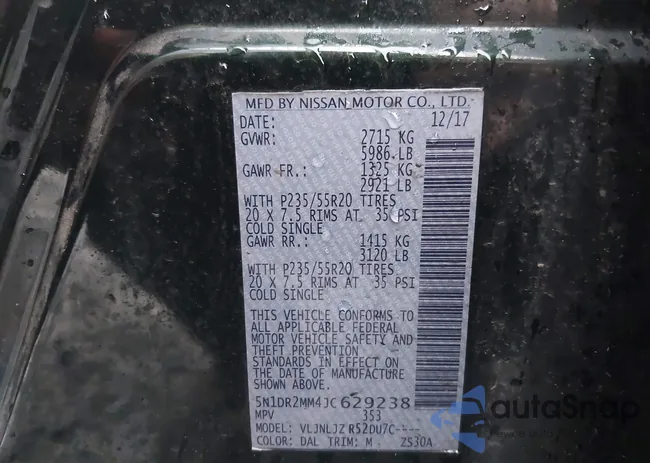 MFD BY NISSAN MOTOR CO., LTD.
DATE: 12/17
GVWR: 2715 KG
5986 LB
GAWR FR.: 1325 KG
2921 LB
WITH P235/55R20 TIRES
20 X 7.5 RIMS AT 35 PSI
COLD SINGLE
GAWR RR.: 1415 KG
3120 LB
WITH P235/55R20 TIRES
20 X 7.5 RIMS AT 35 PSI
COLD SINGLE
THIS VEHICLE CONFORMS TO
ALL APPLICABLE FEDERAL
MOTOR VEHICLE SAFETY AND
THEFT PREVENTION
STANDARDS IN EFFECT ON
THE DATE OF MANUFACTURE
SHOWN ABOVE.
5N1DR2MM4JC629238
MPV 353
MODEL: VLJNLJZ R52DU7C----
COLOR: DAL TRIM: M Z530A
autoSnap